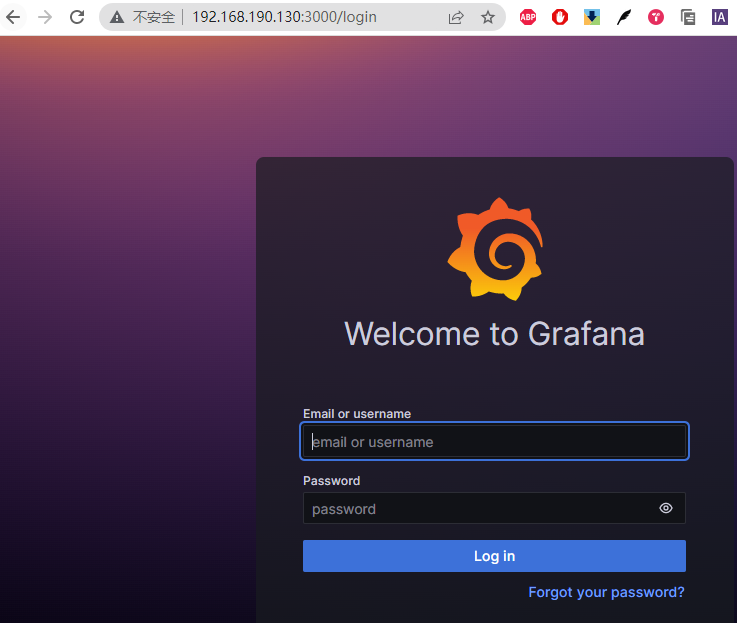 不安全 192.168.190.130:3000/login
ABP
IA
Welcome to Grafana
Email or username
email or username
Password
password
Log in
Forgot your password?